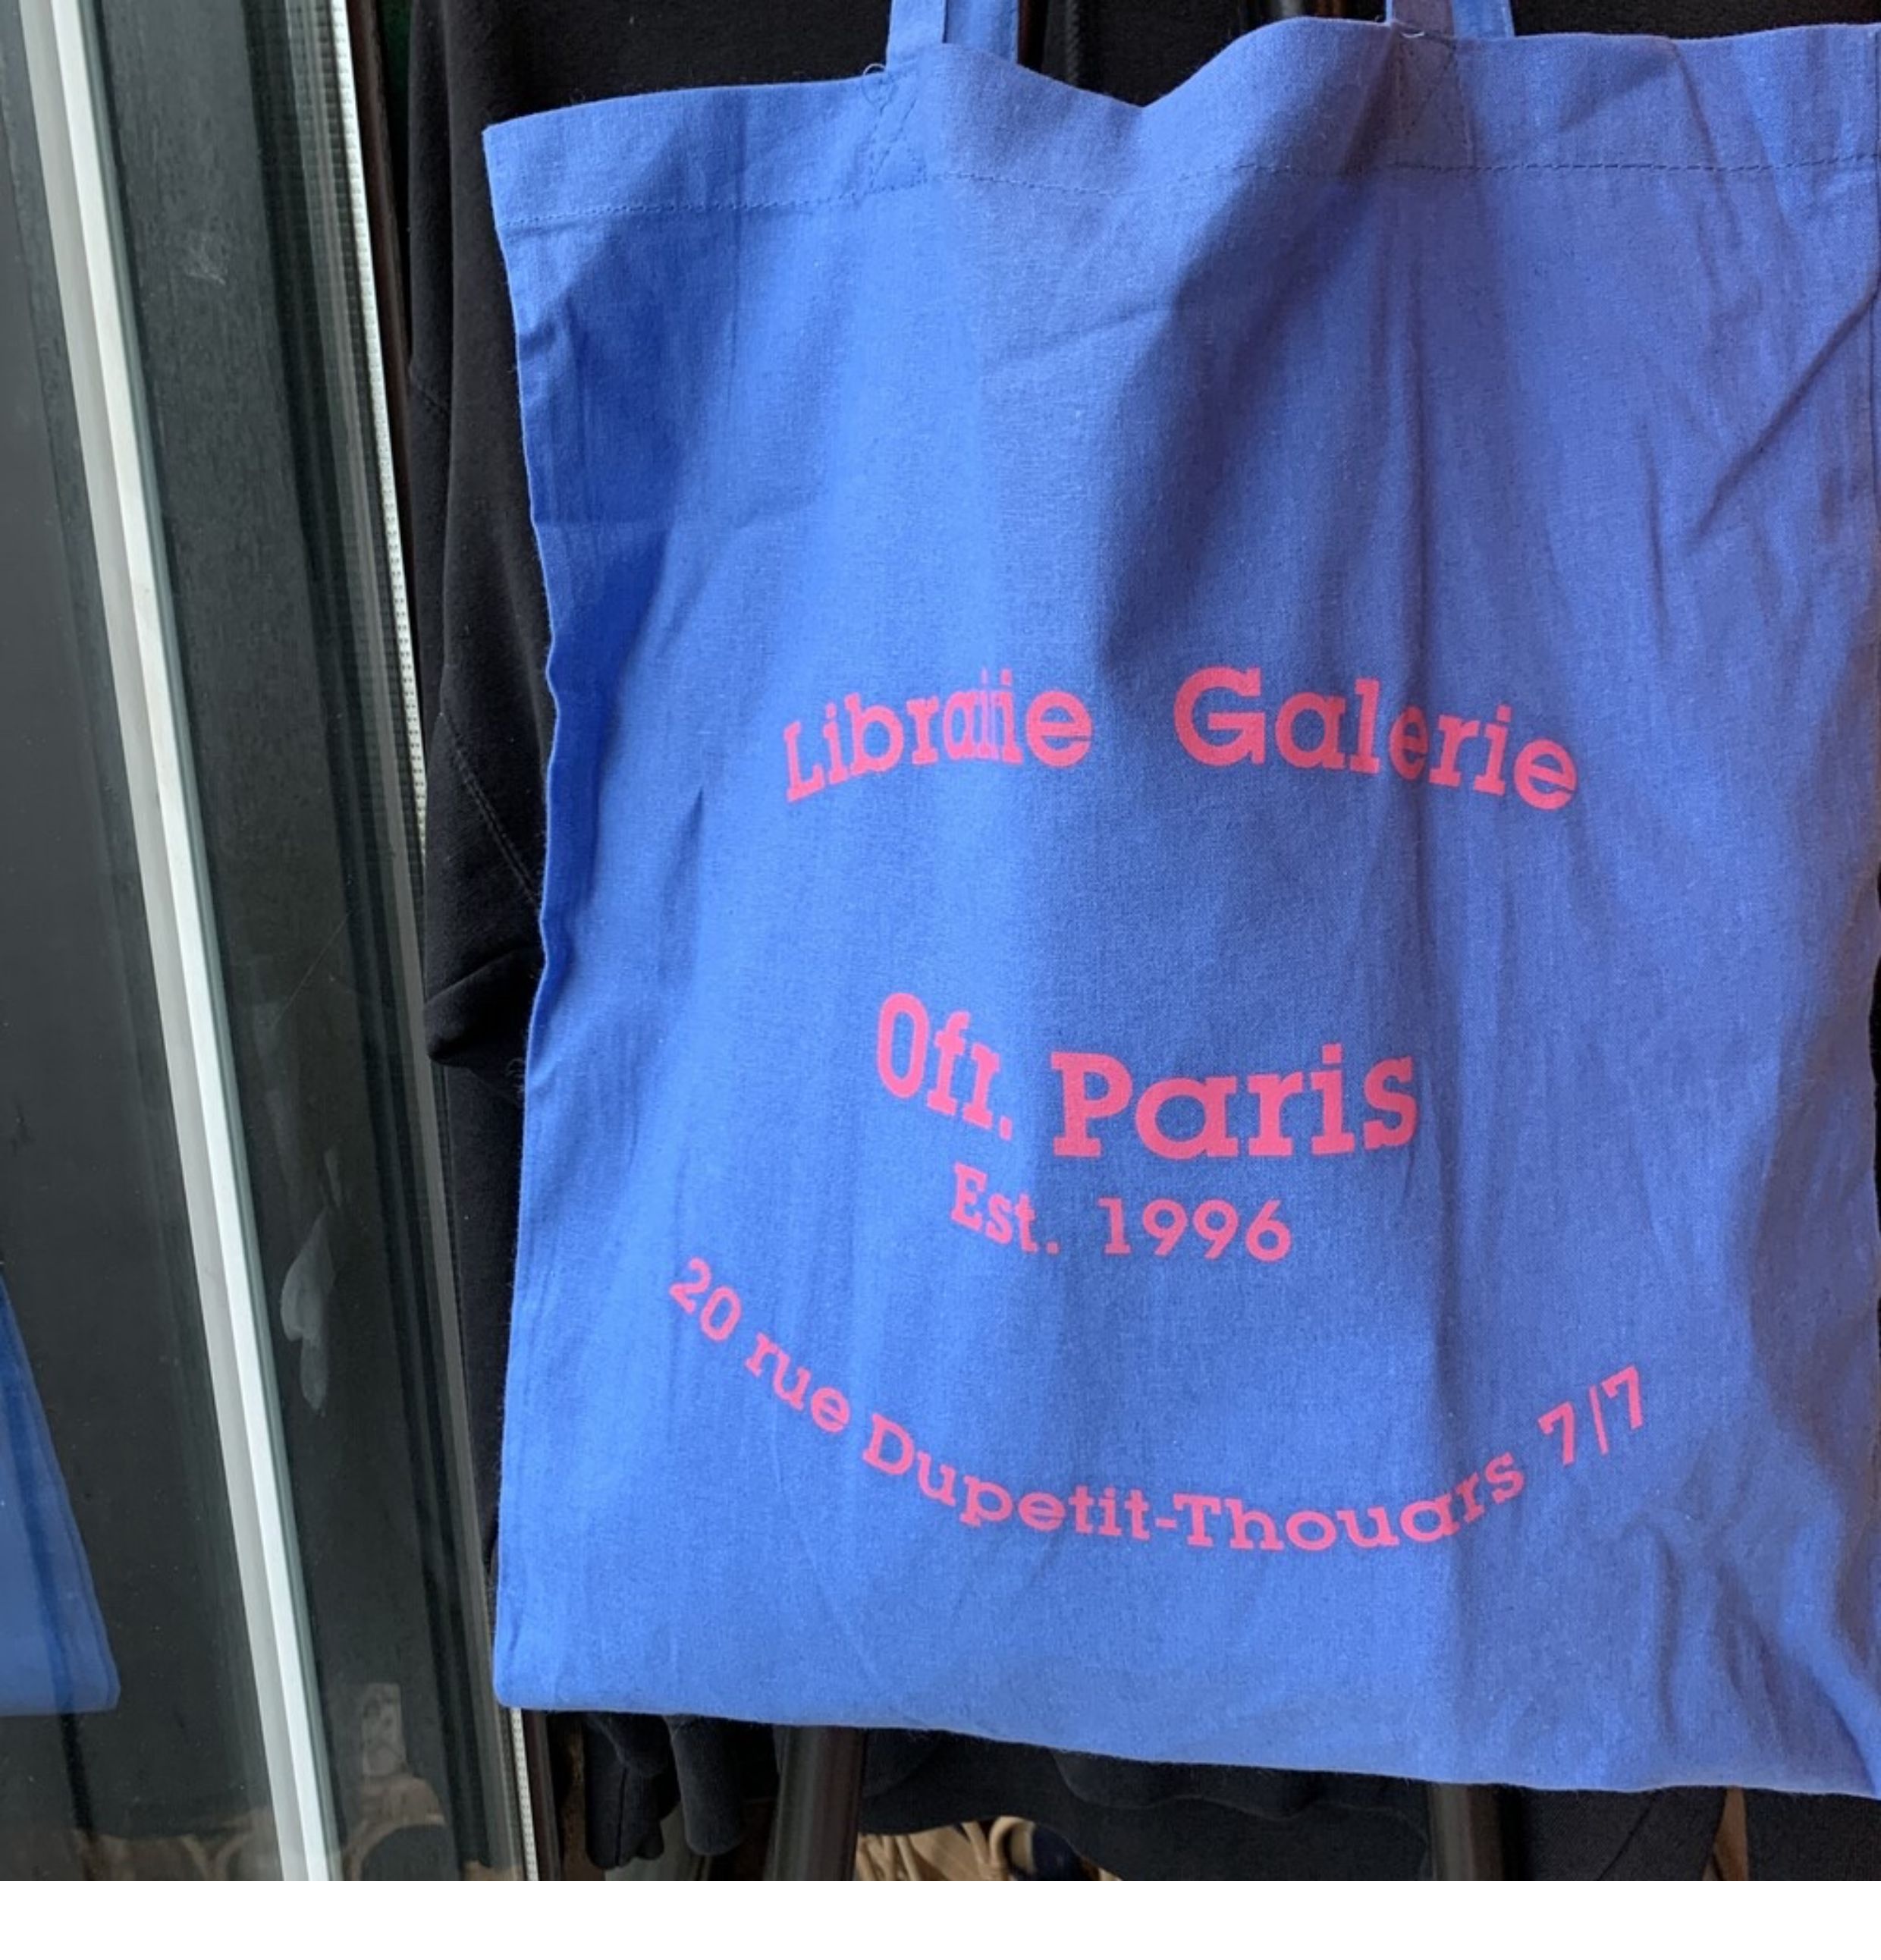 Librairie Galerie
Ofr. Paris
Est. 1996
20 rue Dupetit-Thouars 7/7